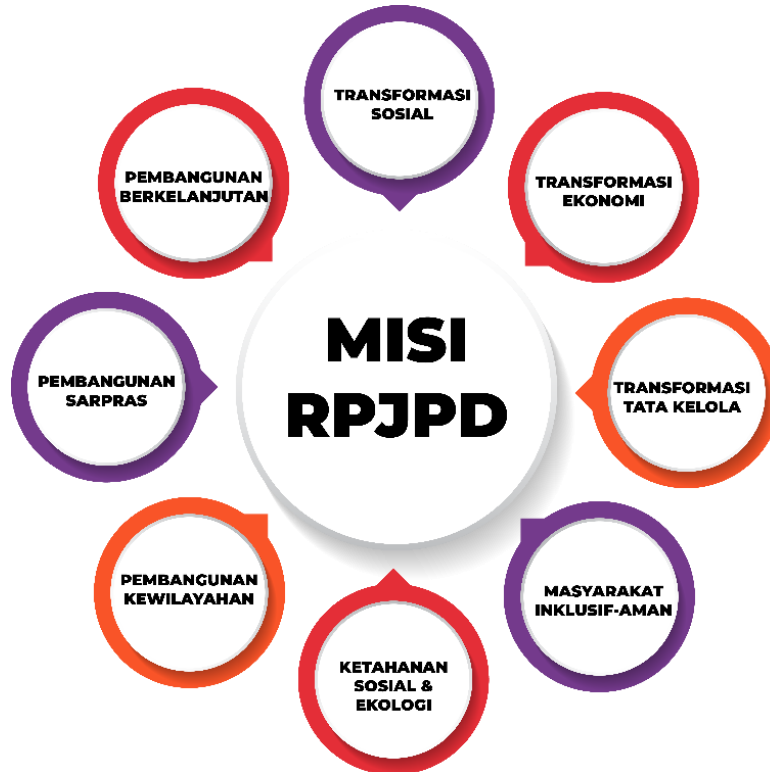 TRANSFORMASI
SOSIAL
TRANSFORMASI
EKONOMI
TRANSFORMASI
TATA KELOLA
MASYARAKAT
INKLUSIF-AMAN
KETAHANAN
SOSIAL &
EKOLOGI
PEMBANGUNAN
KEWILAYAHAN
PEMBANGUNAN
SARPRAS
PEMBANGUNAN
BERKELANJUTAN
MISI
RPJPD